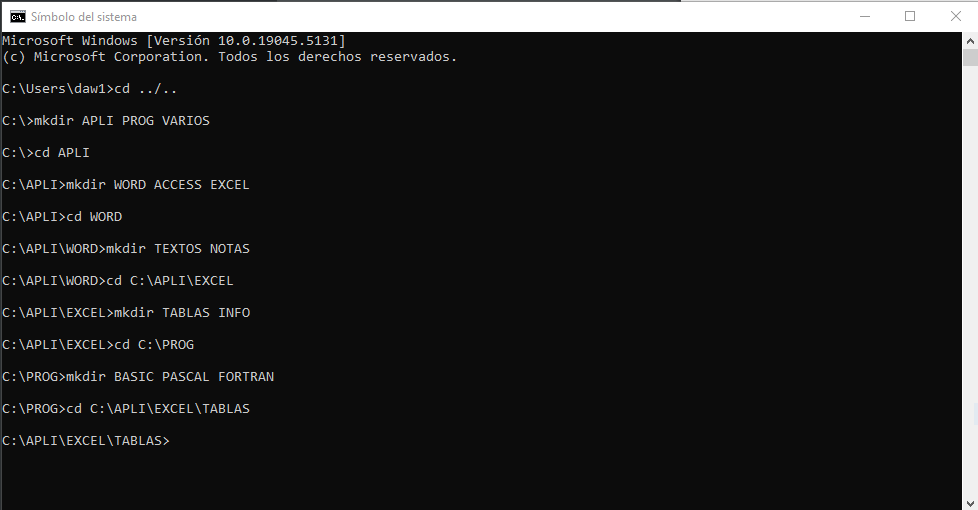 Símbolo del sistema
Microsoft Windows [Versión 10.0.19045.5131]
(c) Microsoft Corporation. Todos los derechos reservados.
C:\Users\daw1>cd ../..
C:\>mkdir APLI PROG VARIOS
C:\>cd APLI
C:\APLI>mkdir WORD ACCESS EXCEL
C:\APLI>cd WORD
C:\APLI\WORD>mkdir TEXTOS NOTAS
C:\APLI\WORD>cd C:\APLI\EXCEL
C:\APLI\EXCEL>mkdir TABLAS INFO
C:\APLI\EXCEL>cd C:\PROG
C:\PROG>mkdir BASIC PASCAL FORTRAN
C:\PROG>cd C:\APLI\EXCEL\TABLAS
C:\APLI\EXCEL\TABLAS>